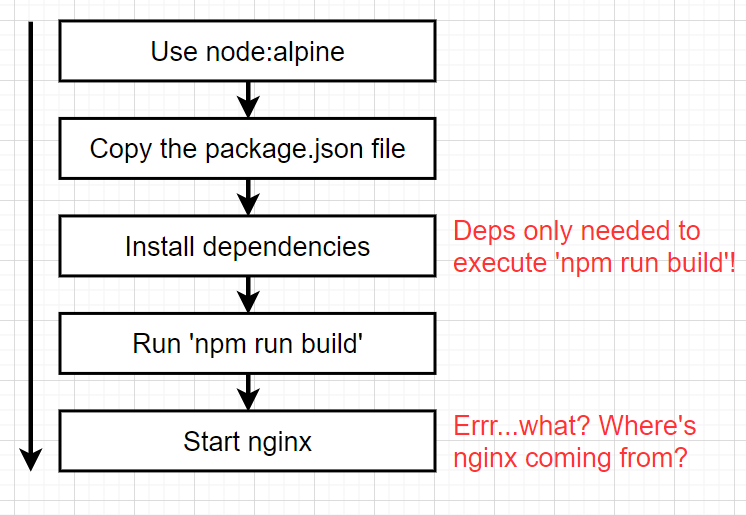 Use node:alpine
Copy the package.json file
Install dependencies
Deps only needed to
execute 'npm run build'!
Run 'npm run build'
Start nginx
Errr...what? Where's
nginx coming from?